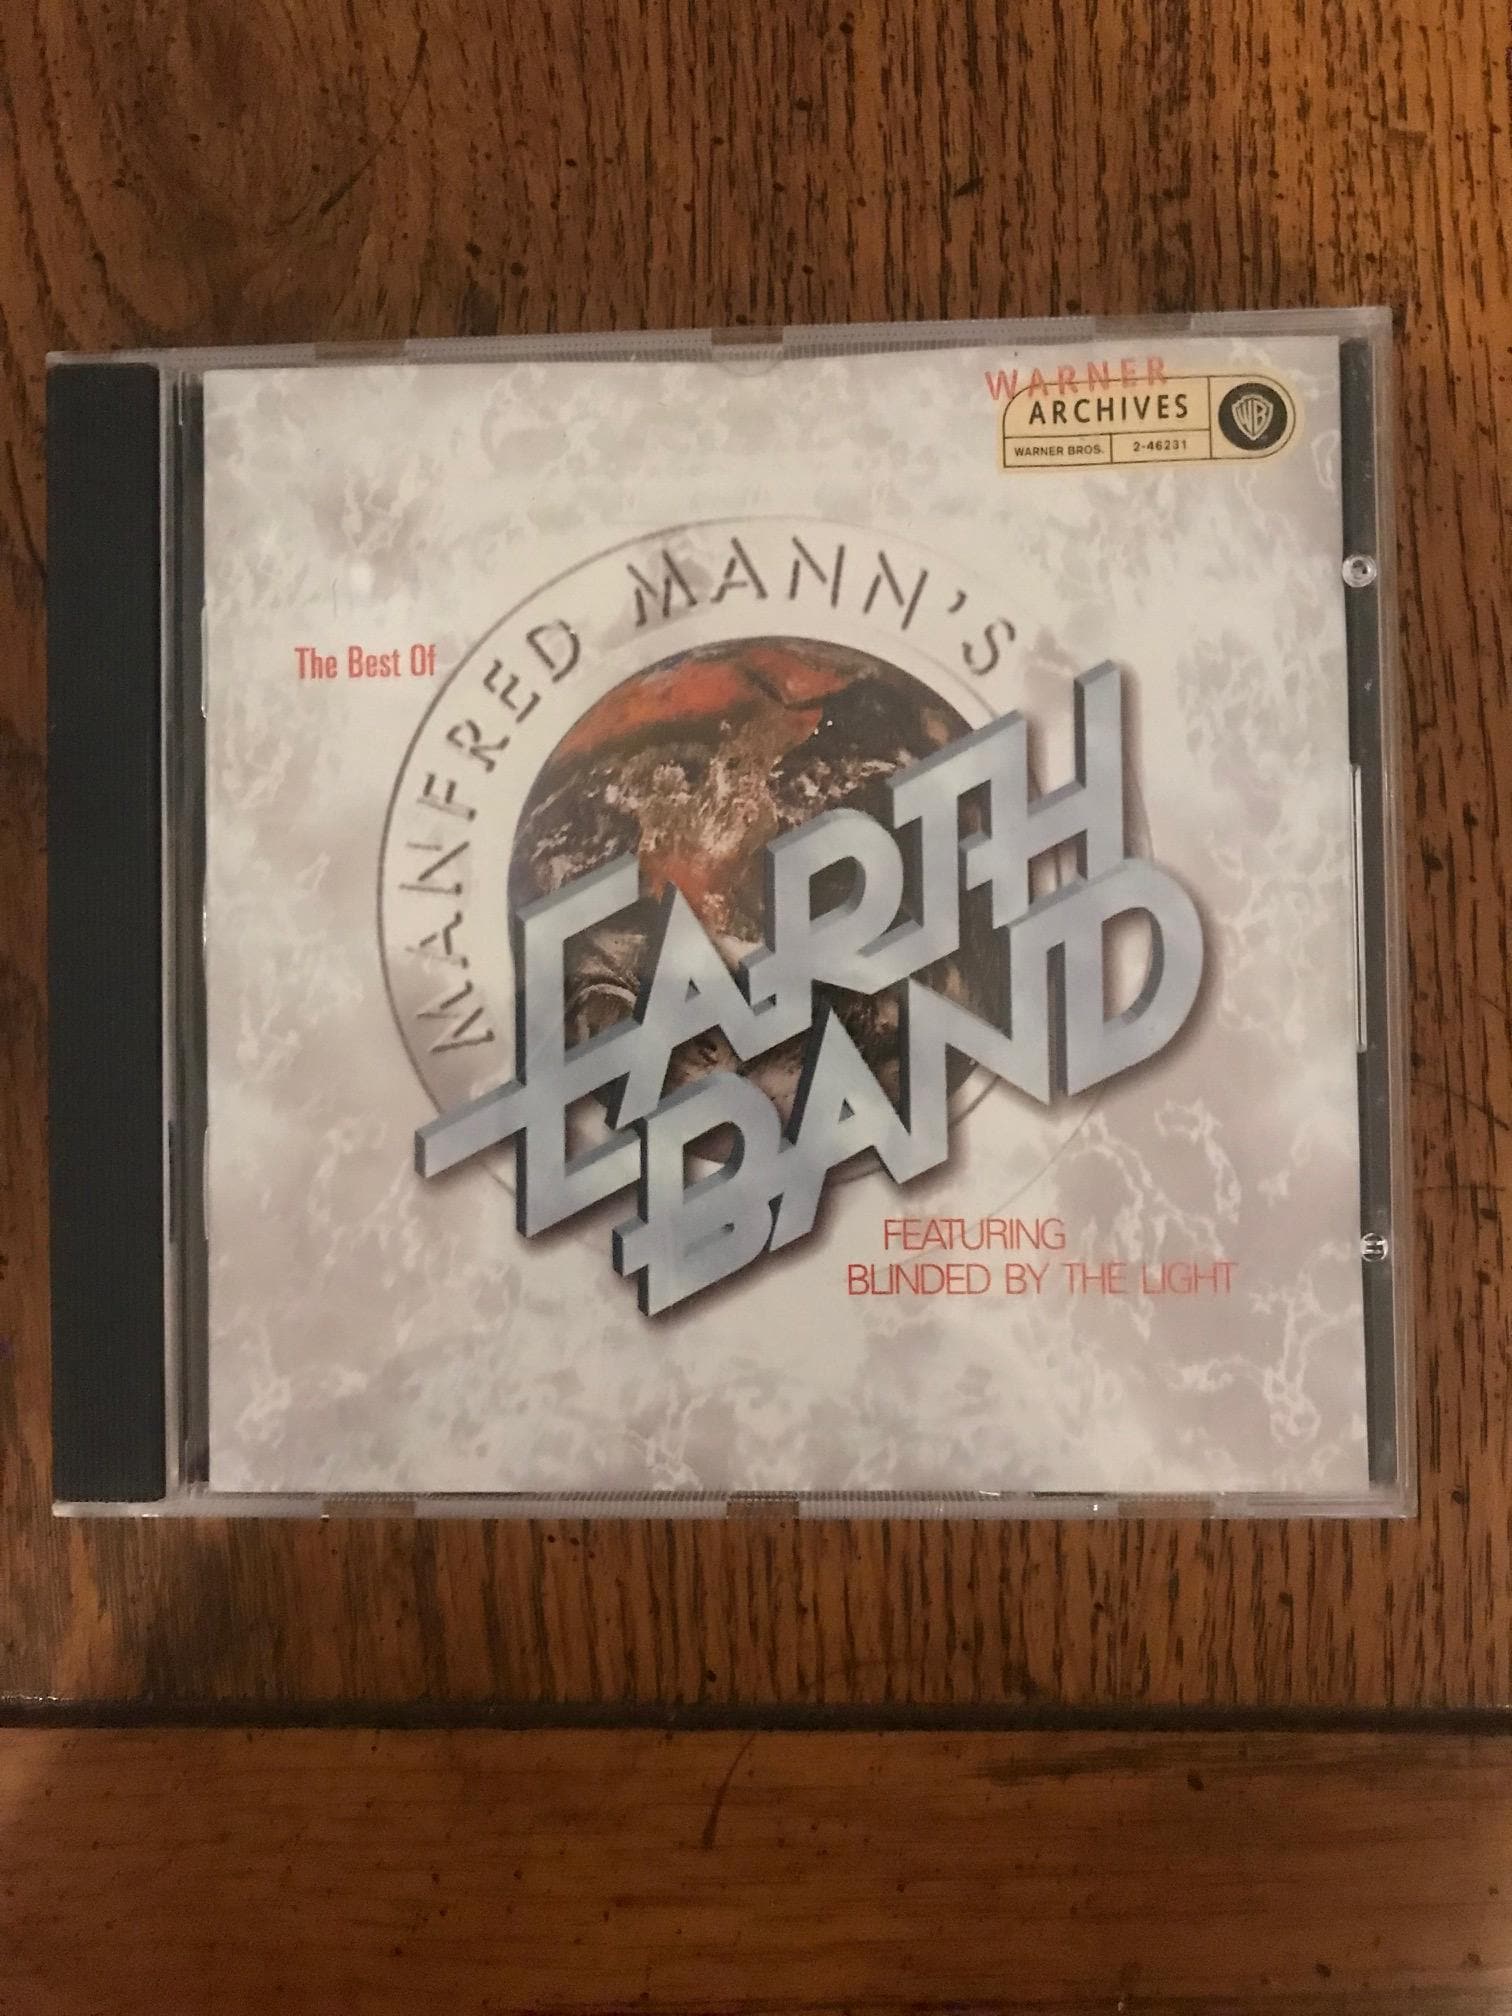 WARNER
ARCHIVES
WB
WARNER BROS. 2-46231
The Best Of
MANFRED MANN'S
EARTH
BAND
FEATURING
BLINDED BY THE LIGHT